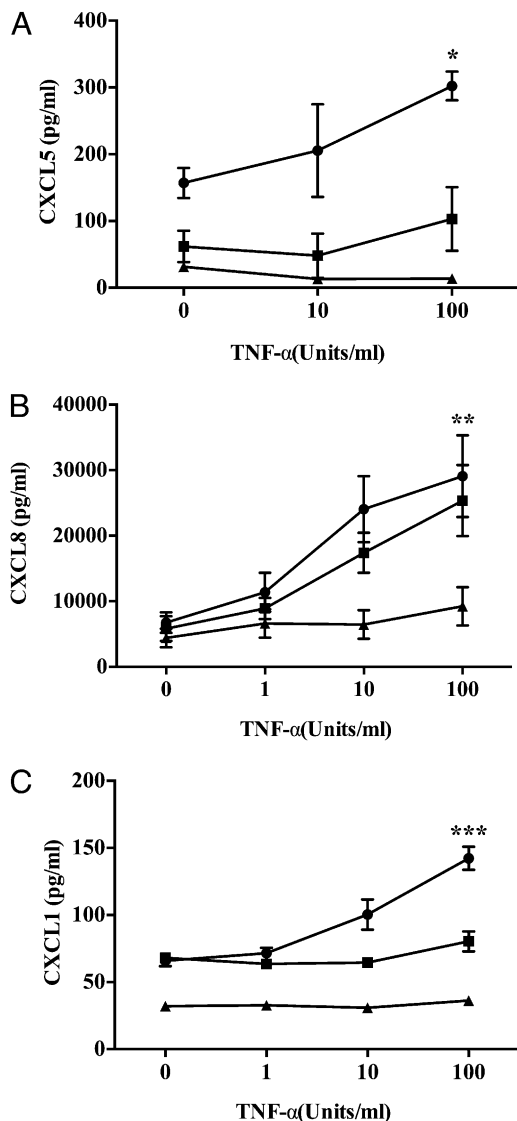 A
400
*
300
CXCL5 (pg/ml)
200
100
0
0 10 100
TNF-α(Units/ml)
B
40000
**
30000
CXCL8 (pg/ml)
20000
10000
0
0 1 10 100
TNF-α(Units/ml)
C
200
***
150
CXCL1 (pg/ml)
100
50
0
0 1 10 100
TNF-α(Units/ml)